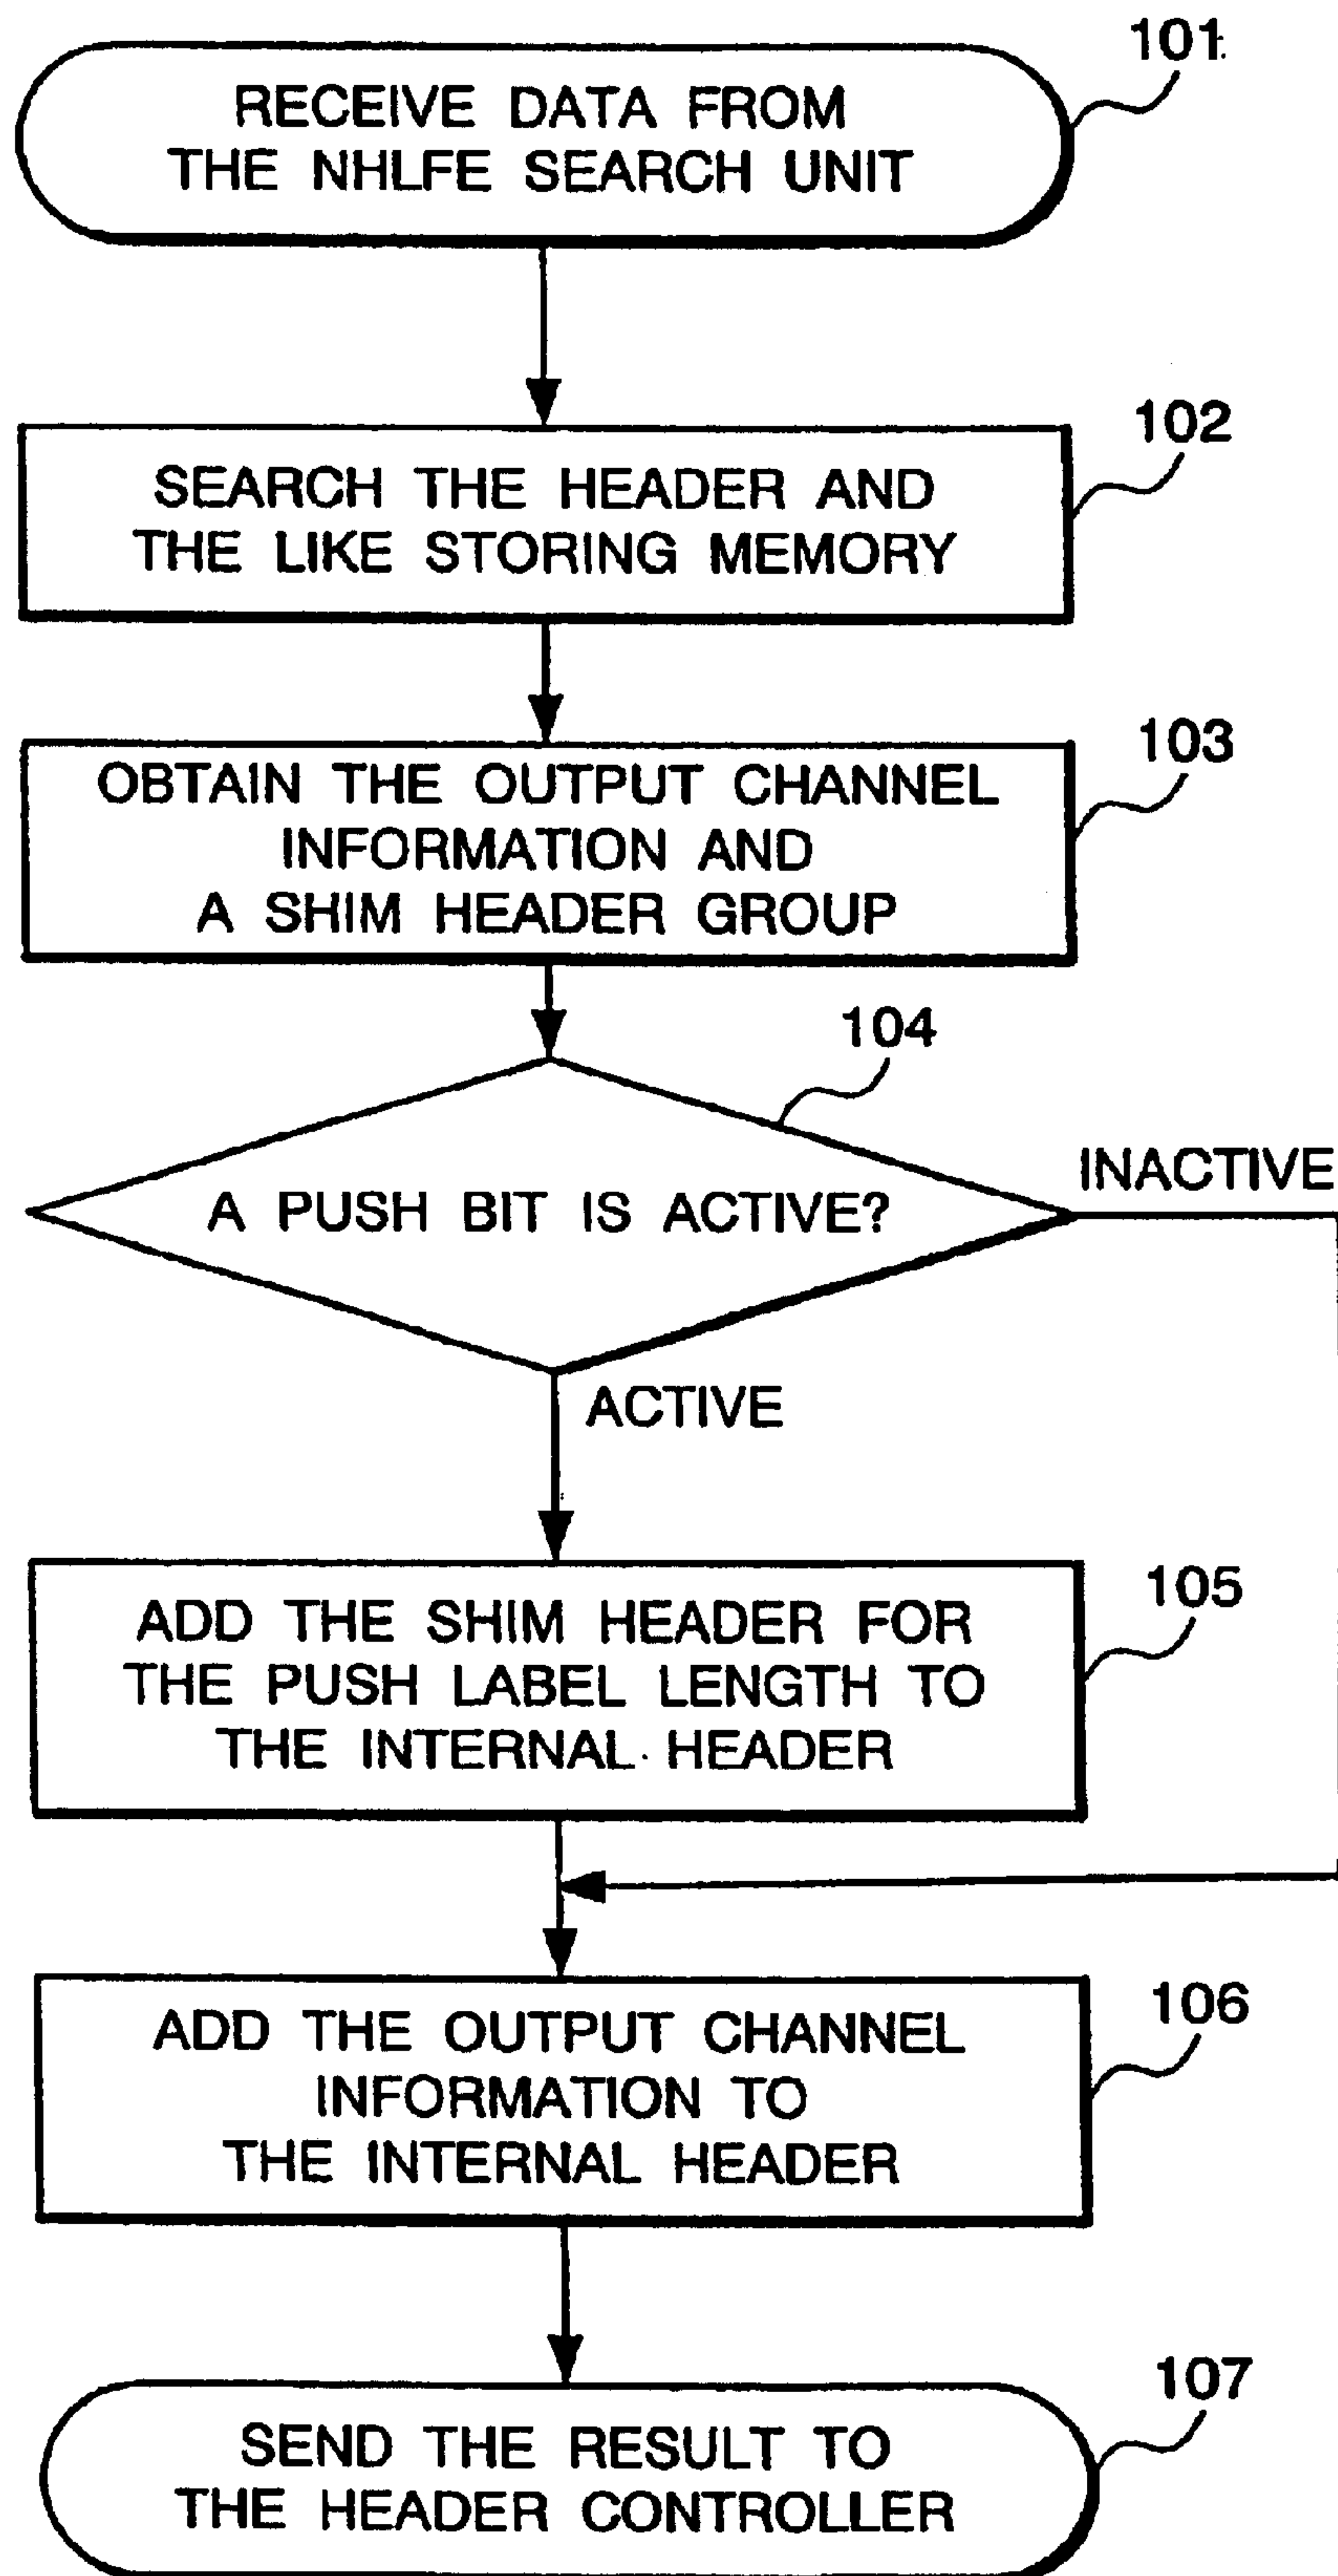 101
RECEIVE DATA FROM
THE NHLFE SEARCH UNIT
102
SEARCH THE HEADER AND
THE LIKE STORING MEMORY
103
OBTAIN THE OUTPUT CHANNEL
INFORMATION AND
A SHIM HEADER GROUP
104
A PUSH BIT IS ACTIVE?
INACTIVE
ACTIVE
105
ADD THE SHIM HEADER FOR
THE PUSH LABEL LENGTH TO
THE INTERNAL HEADER
106
ADD THE OUTPUT CHANNEL
INFORMATION TO
THE INTERNAL HEADER
107
SEND THE RESULT TO
THE HEADER CONTROLLER